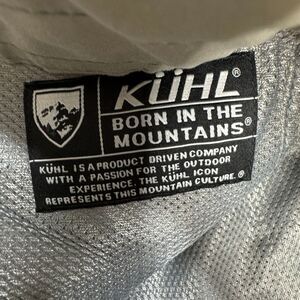 KÜHL®
BORN IN THE
MOUNTAINS®
KÜHL IS A PRODUCT DRIVEN COMPANY
WITH A PASSION FOR THE OUTDOOR
EXPERIENCE. THE KÜHL ICON
REPRESENTS THIS MOUNTAIN CULTURE.®